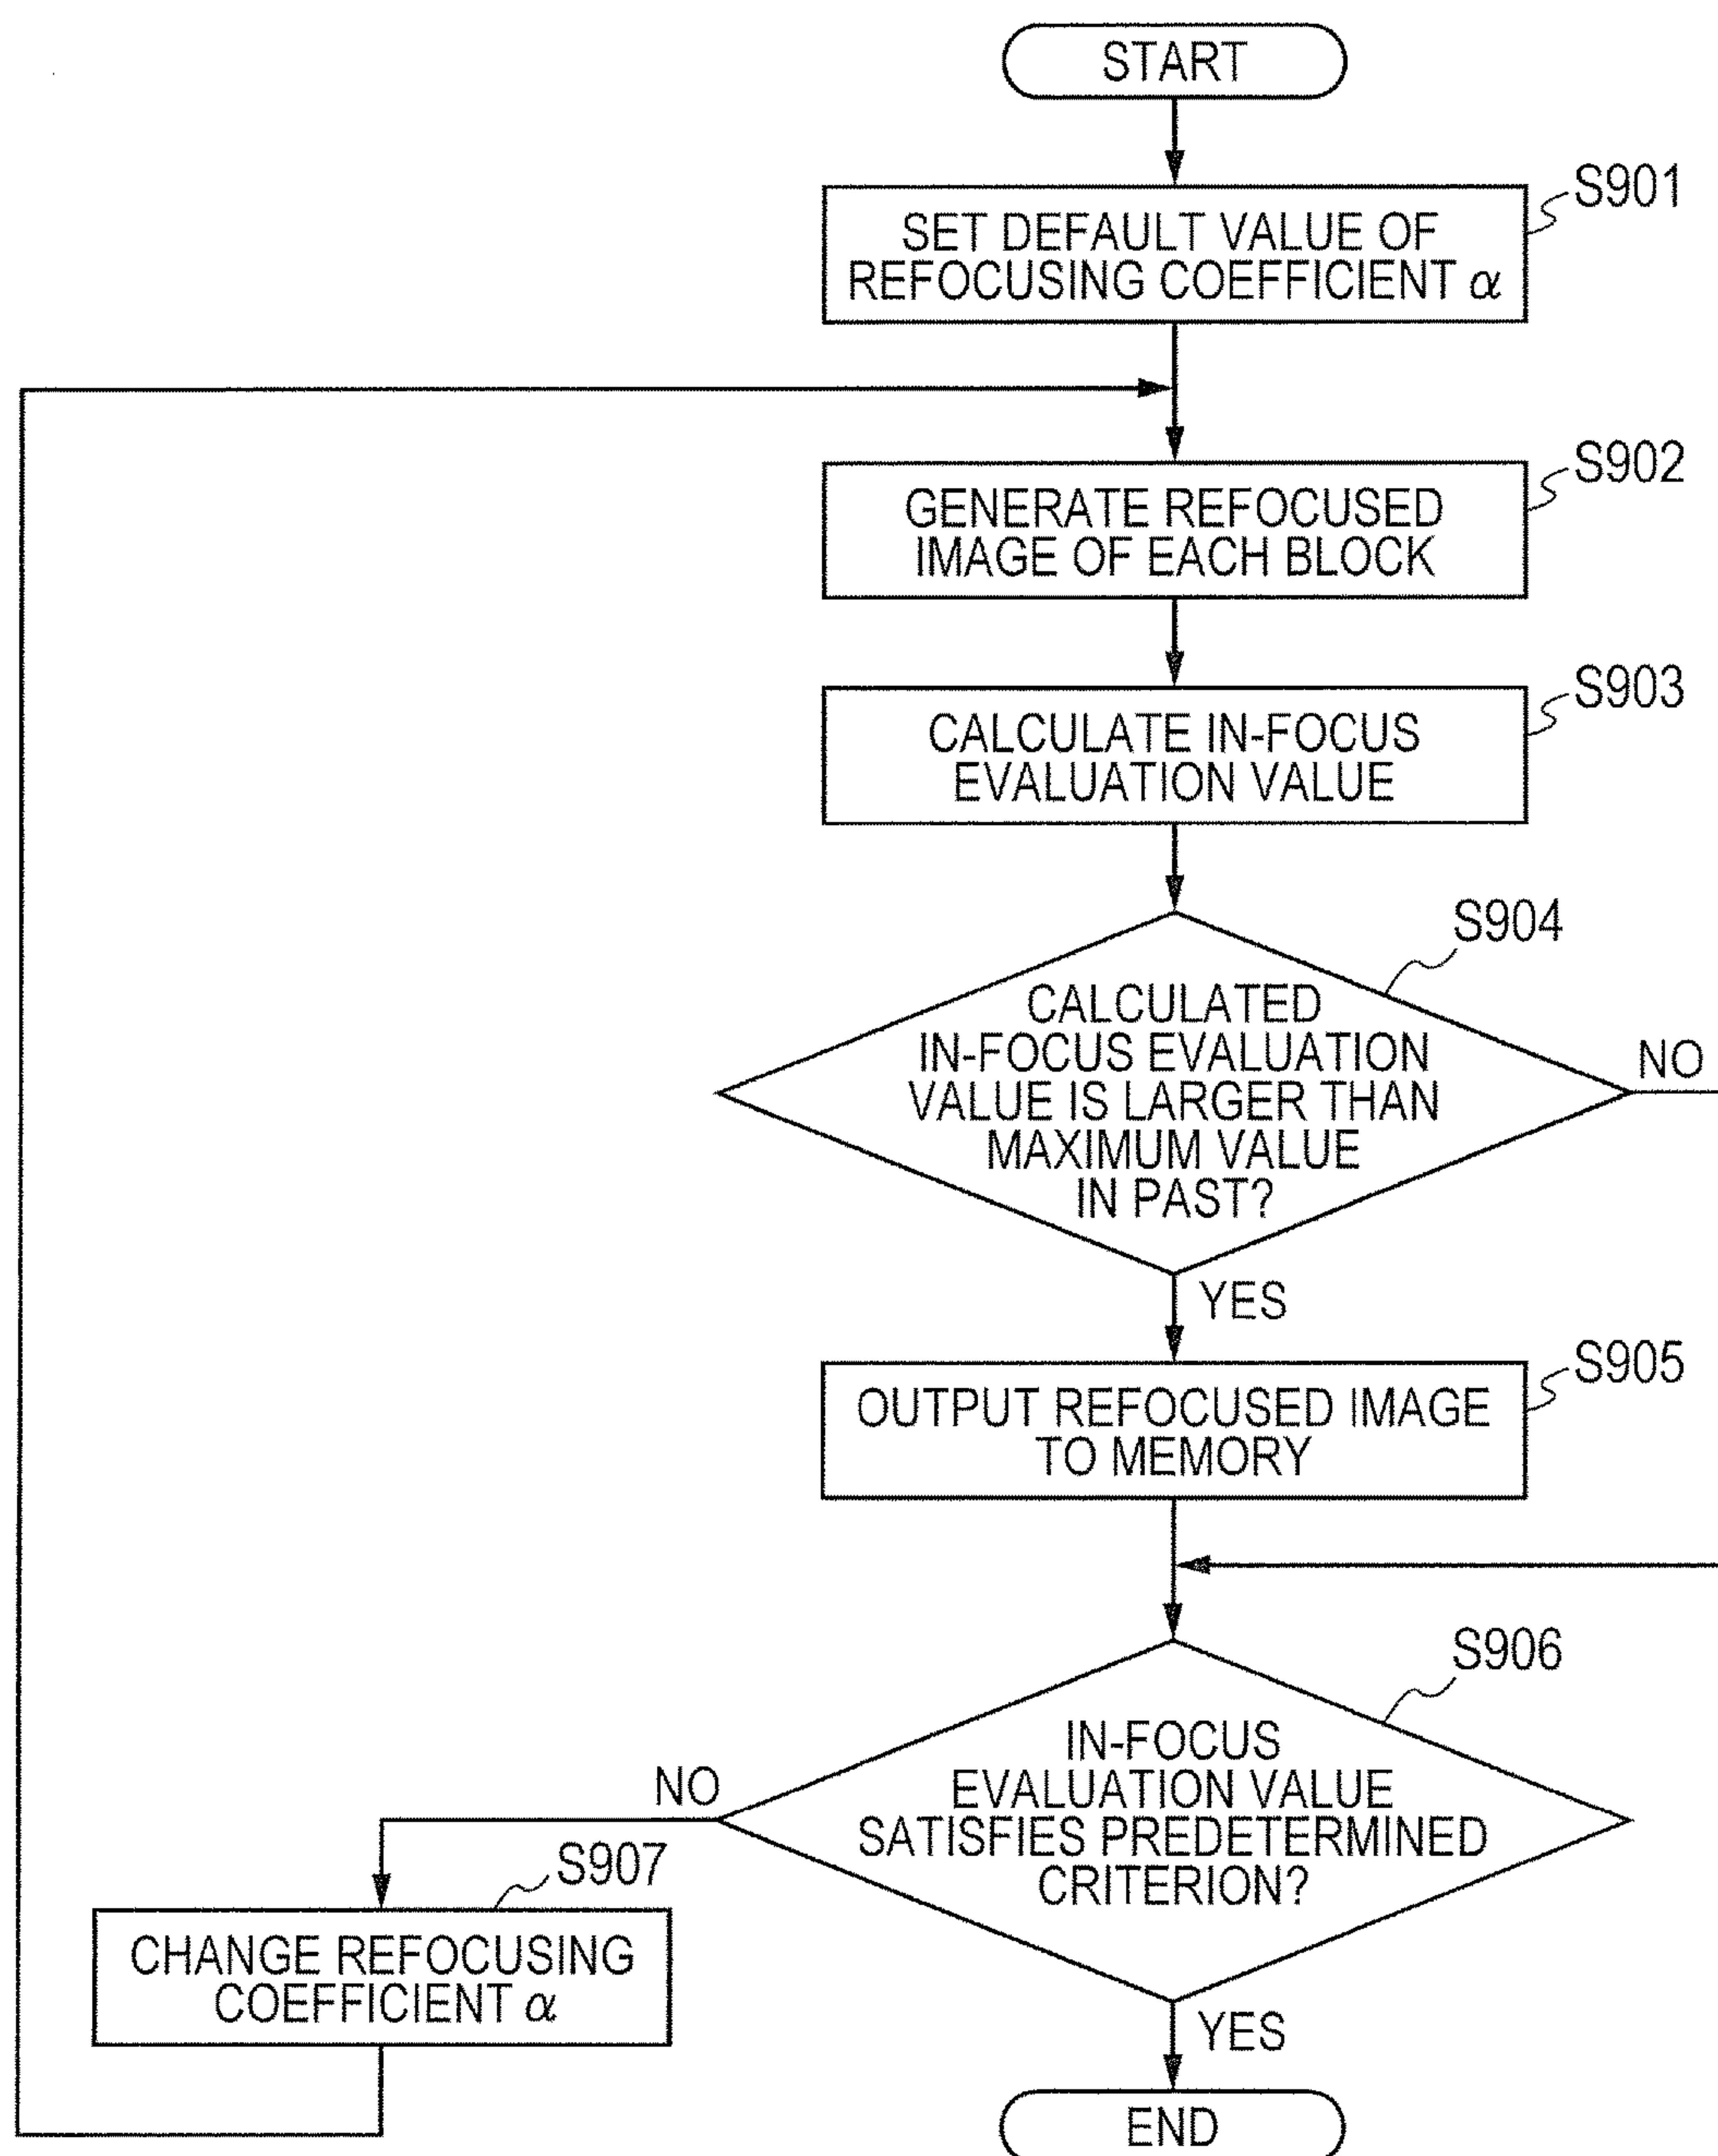 START
S901
SET DEFAULT VALUE OF
REFOCUSING COEFFICIENT α
S902
GENERATE REFOCUSED
IMAGE OF EACH BLOCK
S903
CALCULATE IN-FOCUS
EVALUATION VALUE
S904
CALCULATED
IN-FOCUS EVALUATION
VALUE IS LARGER THAN
MAXIMUM VALUE
IN PAST?
NO
YES
S905
OUTPUT REFOCUSED IMAGE
TO MEMORY
S906
IN-FOCUS
EVALUATION VALUE
SATISFIES PREDETERMINED
CRITERION?
NO
S907
CHANGE REFOCUSING
COEFFICIENT α
YES
END